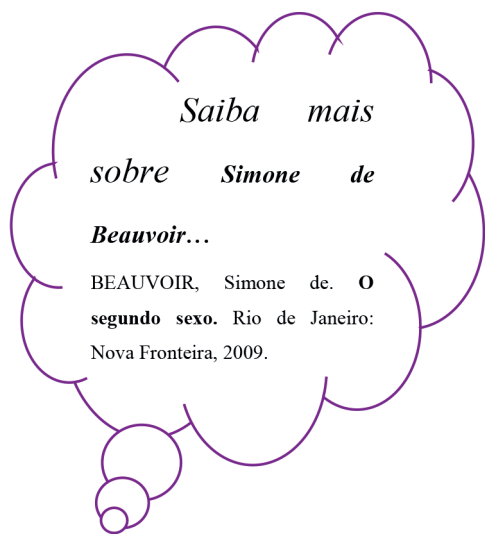 Saiba mais
sobre Simone de
Beauvoir…
BEAUVOIR, Simone de. O
segundo sexo. Rio de Janeiro:
Nova Fronteira, 2009.